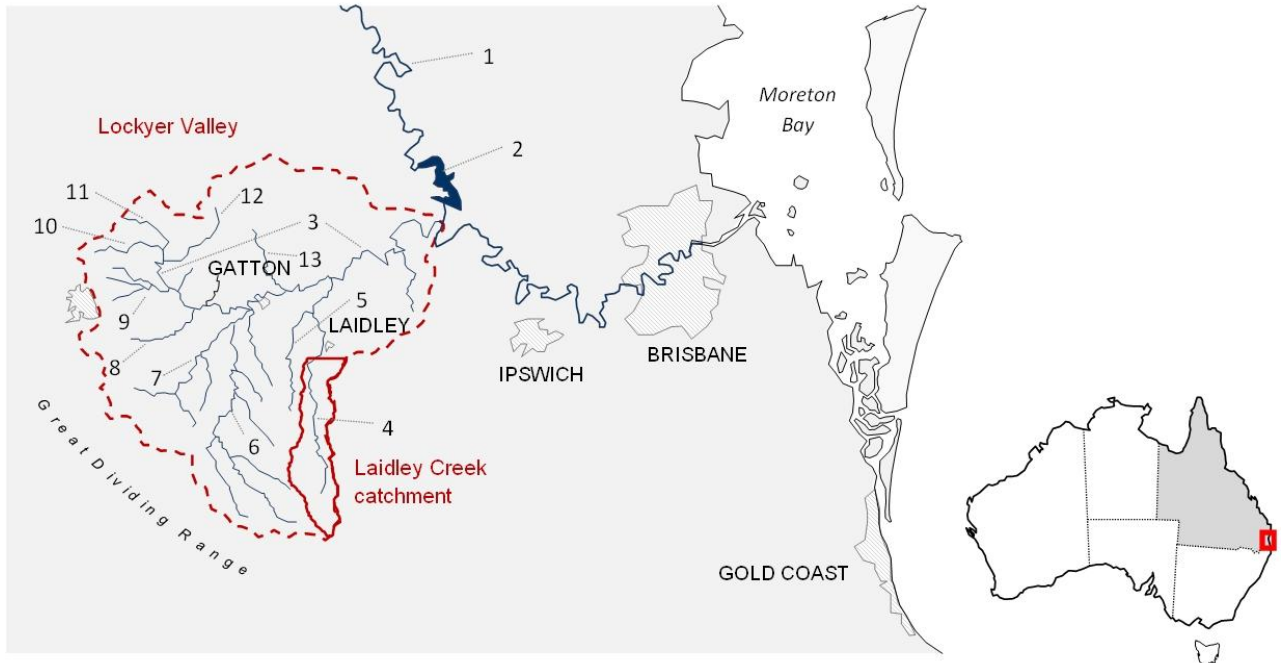 1
Moreton
Bay
Lockyer Valley
2
11
12
3
10
13
GATTON
5
9
LAIDLEY
8
7
BRISBANE
IPSWICH
4
6
Laidley Creek
catchment
Great Dividing Range
GOLD COAST